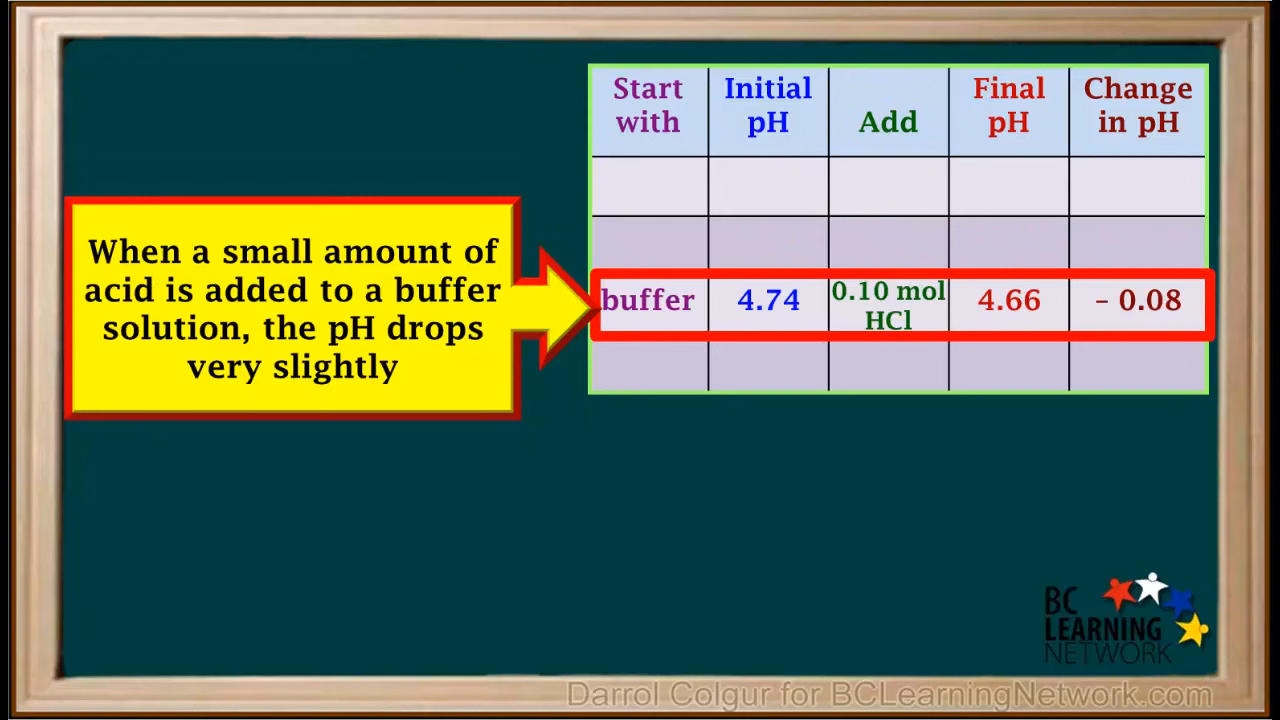 Start with
Initial pH
Add
Final pH
Change in pH
When a small amount of
acid is added to a buffer
solution, the pH drops
very slightly
buffer
4.74
0.10 mol
HCl
4.66
– 0.08
BC
LEARNING
NETWORK
Darrol Colgur for BCLearningNetwork.com